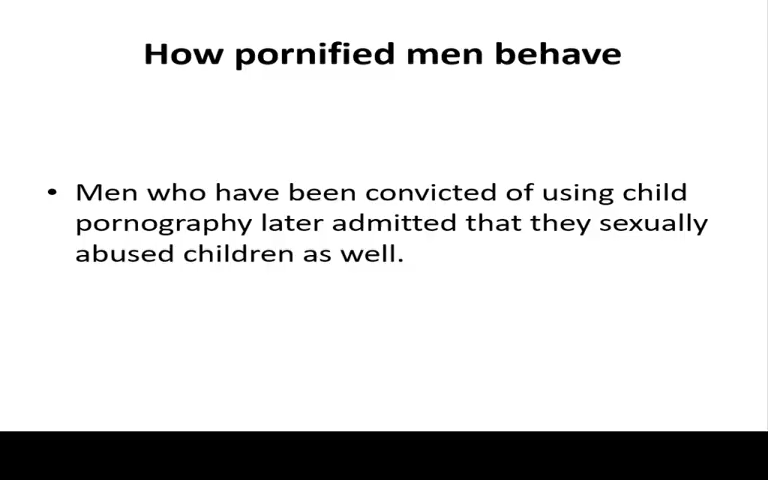 How pornified men behave
• Men who have been convicted of using child
pornography later admitted that they sexually
abused children as well.